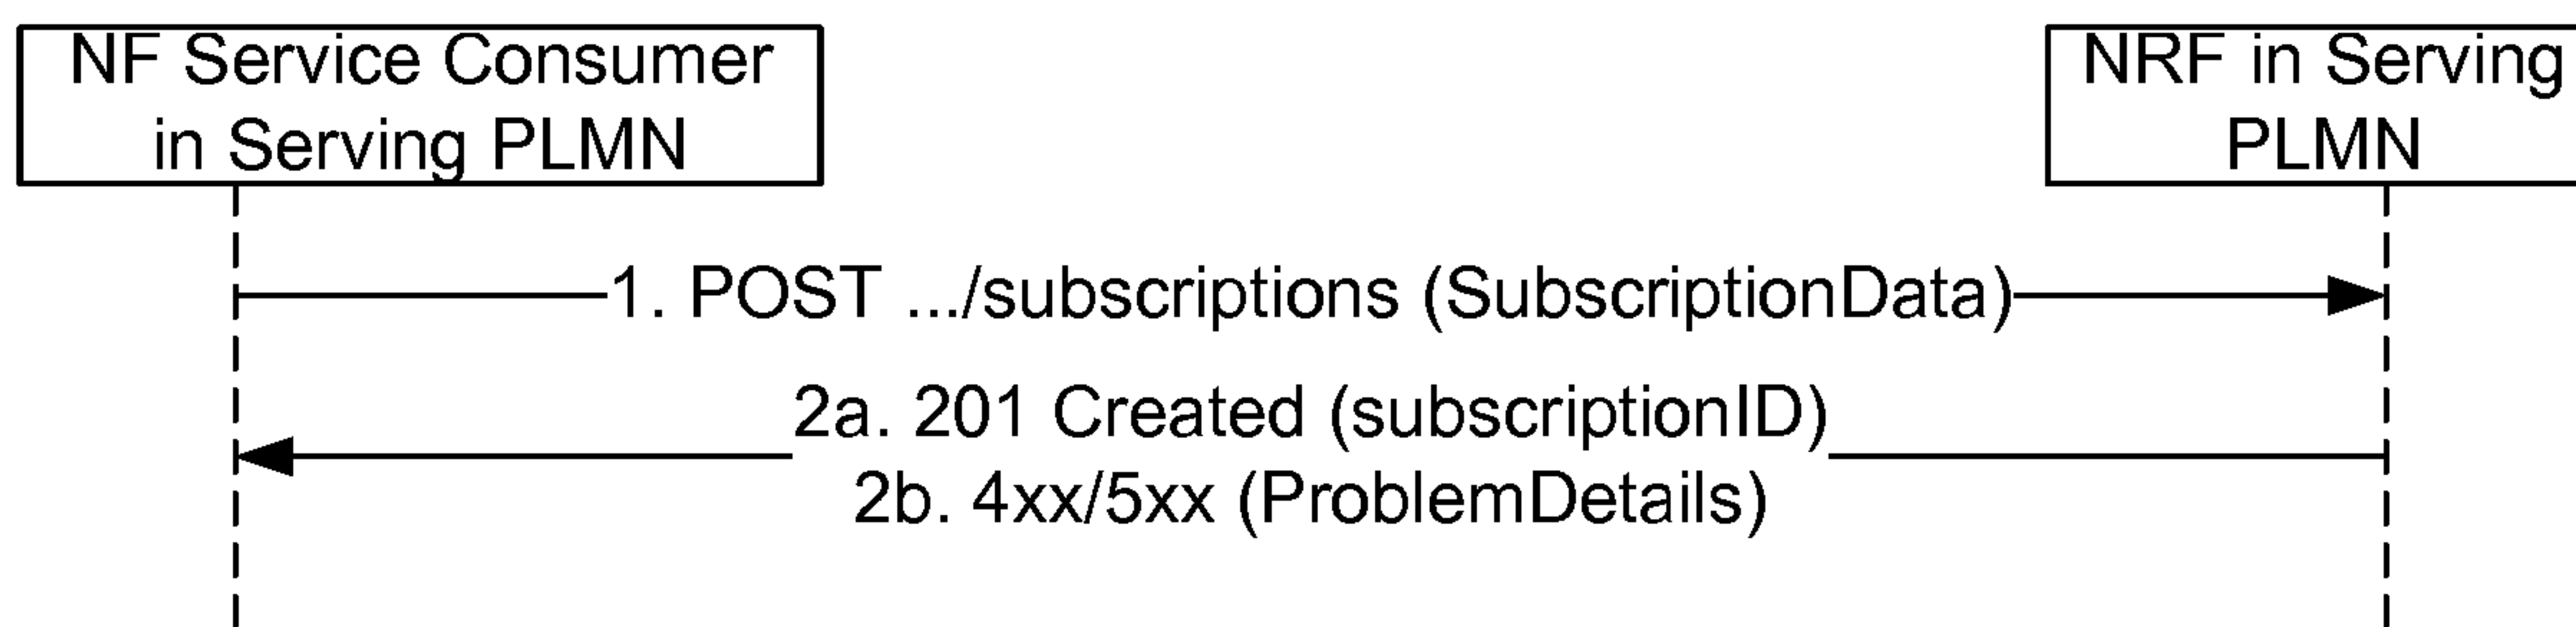 NF Service Consumer
in Serving PLMN
NRF in Serving
PLMN
1. POST .../subscriptions (SubscriptionData)
2a. 201 Created (subscriptionID)
2b. 4xx/5xx (ProblemDetails)